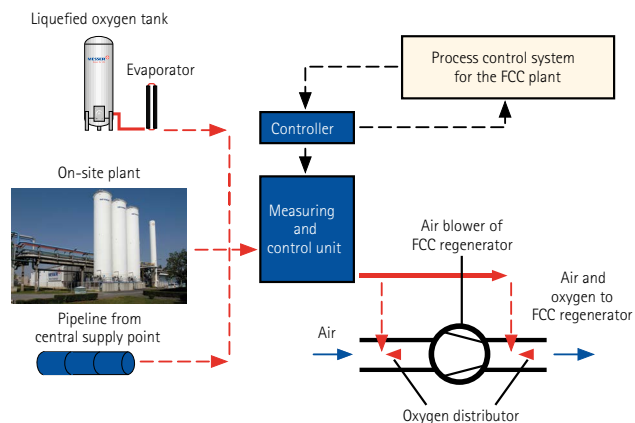 Liquefied oxygen tank
MESSER
Evaporator
On-site plant
Pipeline from
central supply point
Process control system
for the FCC plant
Controller
Measuring
and
control unit
Air blower of
FCC regenerator
Air and
oxygen to
FCC regenerator
Air
Oxygen distributor